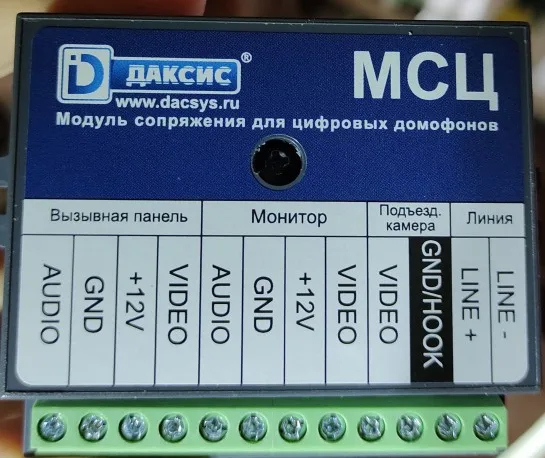 ДАКСИС®
www.dacsys.ru
МСЦ
Модуль сопряжения для цифровых домофонов
Вызывная панель
Монитор
Подъезд. камера
Линия
AUDIO
GND
+12V
VIDEO
AUDIO
GND
+12V
VIDEO
VIDEO
GND/HOOK
LINE +
LINE -